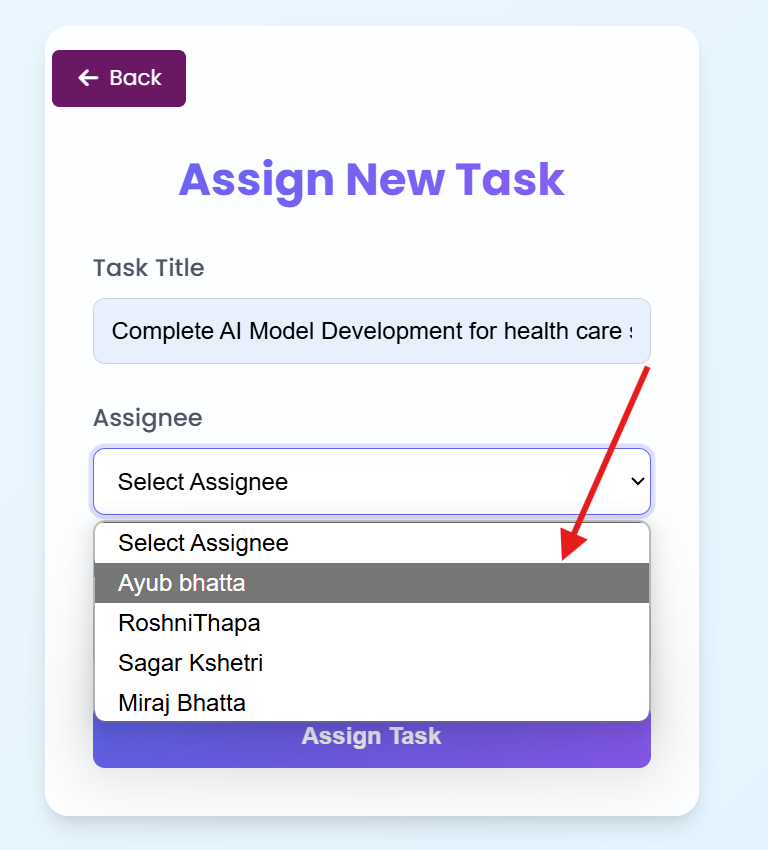 Back
Assign New Task
Task Title
Complete AI Model Development for health care
Assignee
Select Assignee
Select Assignee
Ayub bhatta
RoshniThapa
Sagar Kshetri
Miraj Bhatta
Assign Task